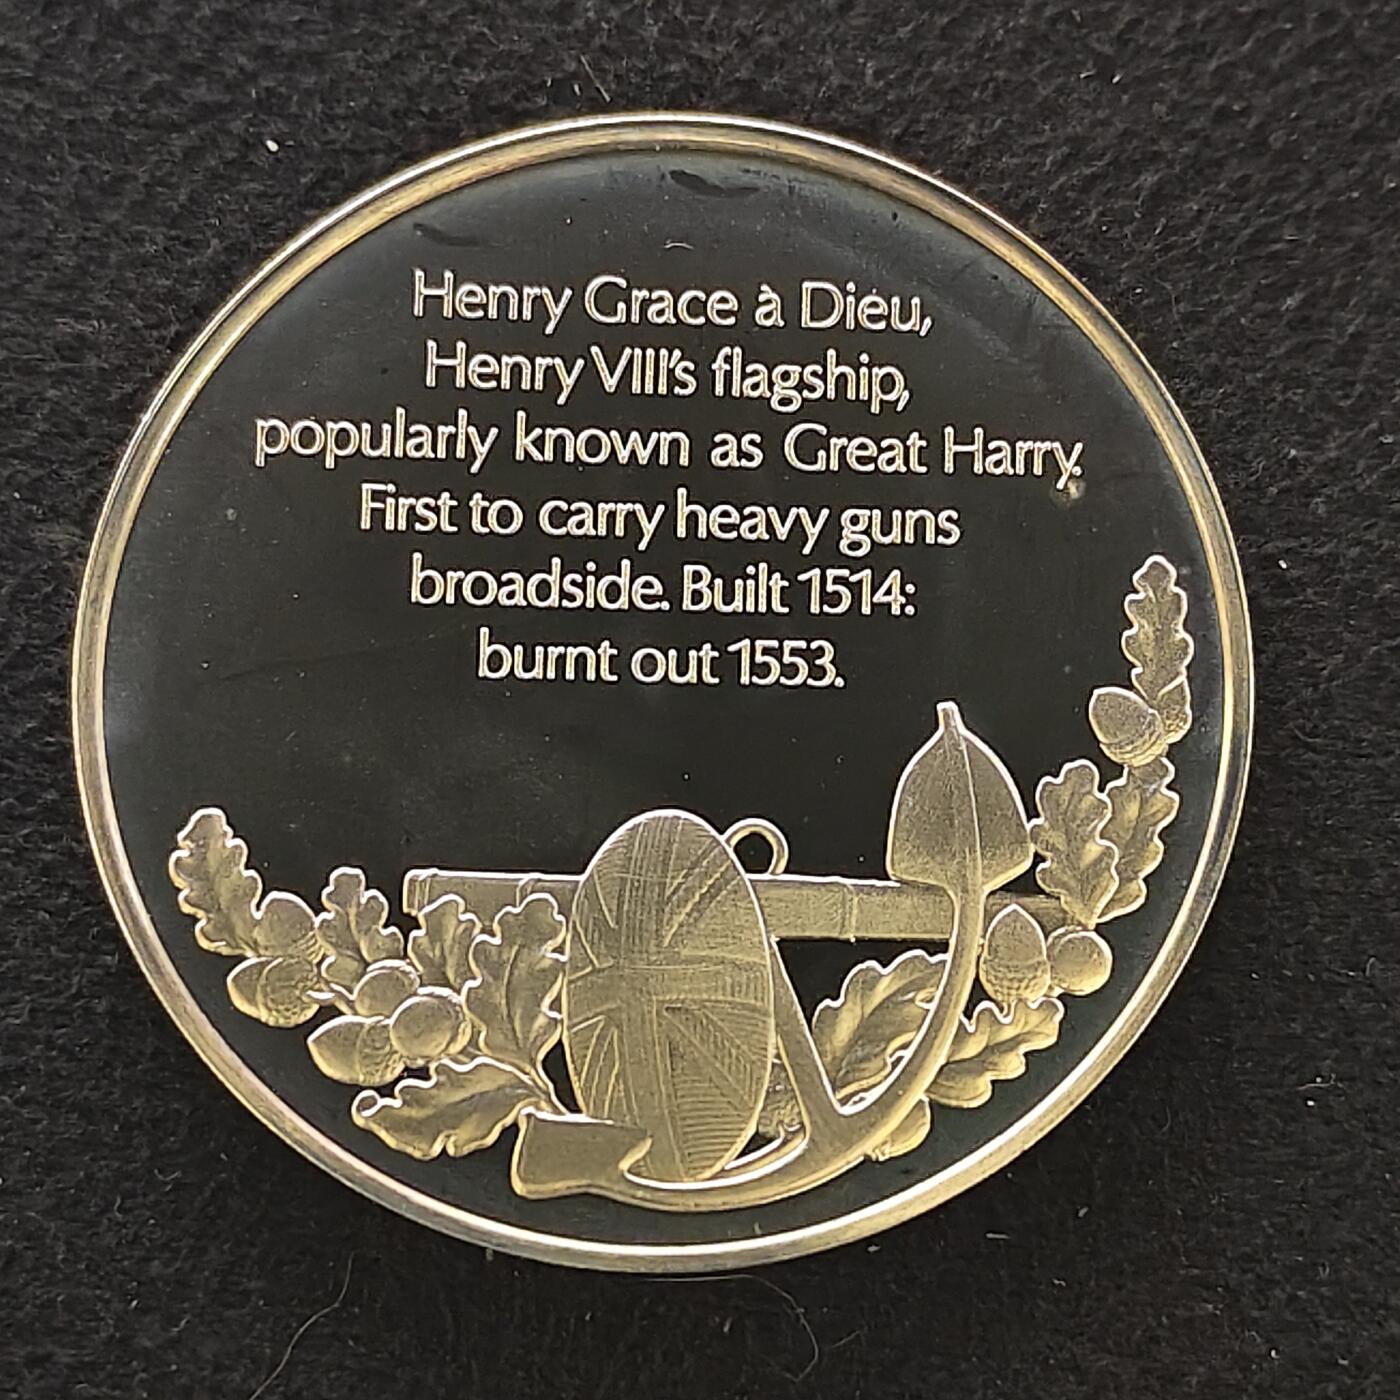 Henry Grace à Dieu,
Henry VIII's flagship,
popularly known as Great Harry.
First to carry heavy guns
broadside. Built 1514:
burnt out 1553.